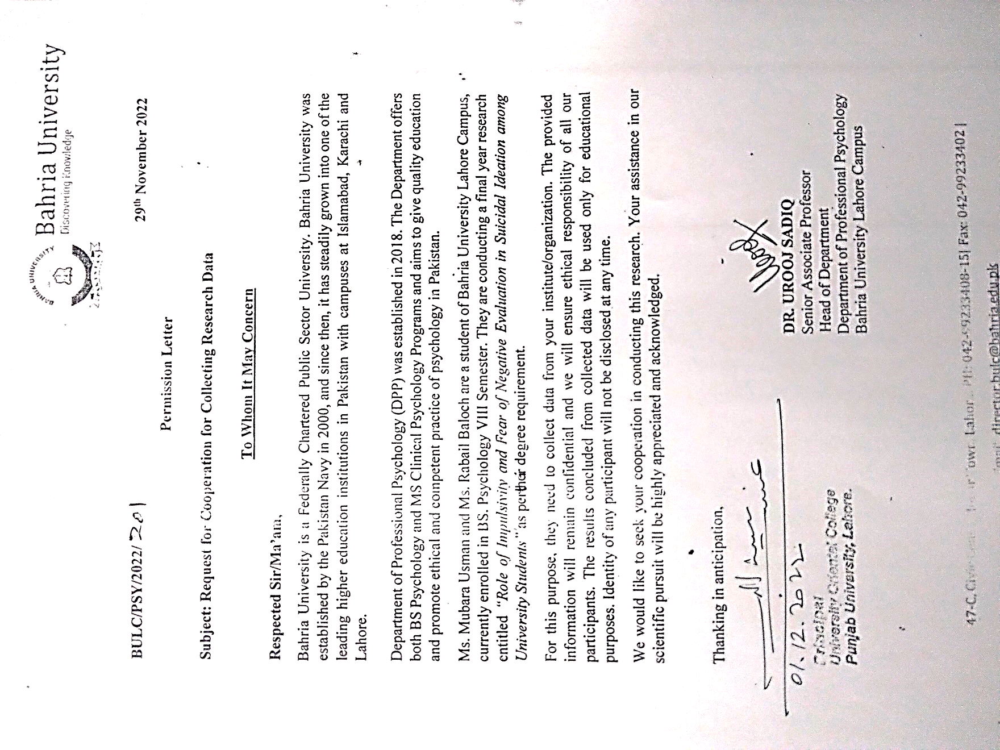 BAHRIA UNIVERSITY
Bahria University
Discovering Knowledge
BULC/PSY/2022/201
29th November 2022
Permission Letter
Subject: Request for Cooperation for Collecting Research Data
To Whom It May Concern
Respected Sir/Ma'am,
Bahria University is a Federally Chartered Public Sector University. Bahria University was
established by the Pakistan Navy in 2000, and since then, it has steadily grown into one of the
leading higher education institutions in Pakistan with campuses at Islamabad, Karachi and
Lahore.
Department of Professional Psychology (DPP) was established in 2018. The Department offers
both BS Psychology and MS Clinical Psychology Programs and aims to give quality education
and promote ethical and competent practice of psychology in Pakistan.
Ms. Mubara Usman and Ms. Rabail Baloch are a student of Bahria University Lahore Campus,
currently enrolled in BS. Psychology VIII Semester. They are conducting a final year research
entitled "Role of Impulsivity and Fear of Negative Evaluation in Suicidal Ideation among
University Students" as per degree requirement.
For this purpose, they need to collect data from your institute/organization. The provided
information will remain confidential and we will ensure ethical responsibility of all our
participants. The results concluded from collected data will be used only for educational
purposes. Identity of any participant will not be disclosed at any time.
We would like to seek your cooperation in conducting this research. Your assistance in our
scientific pursuit will be highly appreciated and acknowledged.
Thanking in anticipation,
01.12.2022
Principal
University Oriental College
Punjab University, Lahore.
DR. UROOJ SADIQ
Senior Associate Professor
Head of Department
Department of Professional Psychology
Bahria University Lahore Campus
47-C, Civic Lahor PH: 042-99233408-15| Fax: 042-99233402 |
director.bulc@bahria.edu.pk